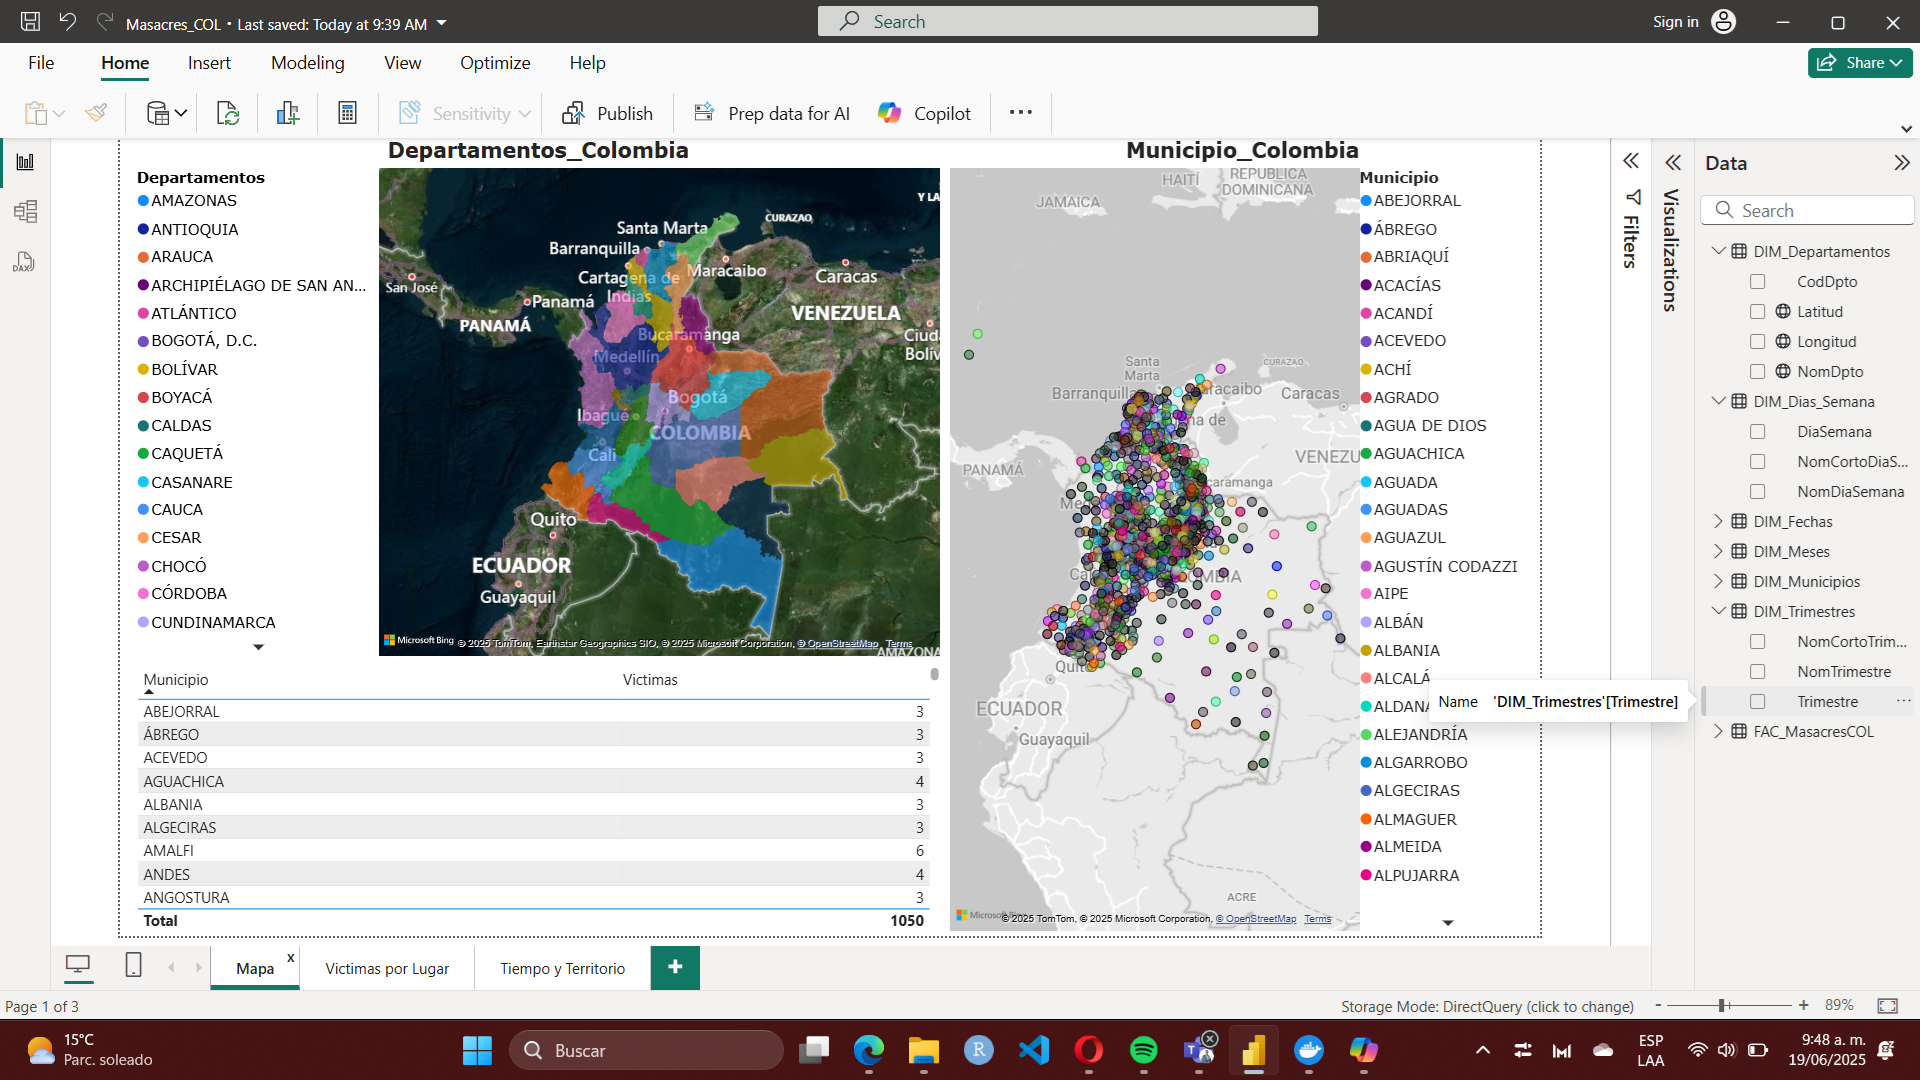 Masacres_COL • Last saved: Today at 9:39 AM
Search
Sign in
File
Home
Insert
Modeling
View
Optimize
Help
Share
Sensitivity
Publish
Prep data for AI
Copilot
Departamentos_Colombia
Departamentos
AMAZONAS
ANTIOQUIA
ARAUCA
ARCHIPIÉLAGO DE SAN AN...
ATLÁNTICO
BOGOTÁ, D.C.
BOLÍVAR
BOYACÁ
CALDAS
CAQUETÁ
CASANARE
CAUCA
CESAR
CHOCÓ
CÓRDOBA
CUNDINAMARCA
Y LA
CURAZAO
Santa Marta
Barranquilla
Cartagena de
Indias
Maracaibo
Caracas
San José
Panamá
PANAMÁ
VENEZUELA
Bucaramanga
Ciud
Bolív
Medellín
Ibagué
Bogotá
COLOMBIA
Cali
Quito
ECUADOR
Guayaquil
AMAZONA
Microsoft Bing
© 2025 TomTom, Earthstar Geographics SIO, © 2025 Microsoft Corporation, © OpenStreetMap Terms
Municipio Victimas
ABEJORRAL 3
ÁBREGO 3
ACEVEDO 3
AGUACHICA 4
ALBANIA 3
ALGECIRAS 3
AMALFI 6
ANDES 4
ANGOSTURA 3
Total 1050
Municipio_Colombia
HAITÍ
REPÚBLICA
DOMINICANA
JAMAICA
Santa
Marta
CURAZAO
Barranquilla
Caracas
na de
PANAMÁ
VENEZU
caramanga
Quito
ECUADOR
Guayaquil
ACRE
© 2025 TomTom, © 2025 Microsoft Corporation, © OpenStreetMap Terms
Municipio
ABEJORRAL
ÁBREGO
ABRIAQUÍ
ACACÍAS
ACANDÍ
ACEVEDO
ACHÍ
AGRADO
AGUA DE DIOS
AGUACHICA
AGUADA
AGUADAS
AGUAZUL
AGUSTÍN CODAZZI
AIPE
ALBÁN
ALBANIA
ALCALÁ
ALDANA
ALEJANDRÍA
ALGARROBO
ALGECIRAS
ALMAGUER
ALMEIDA
ALPUJARRA
Name 'DIM_Trimestres'[Trimestre]
Filters
Visualizations
Data
Search
DIM_Departamentos
CodDpto
Latitud
Longitud
NomDpto
DIM_Dias_Semana
DiaSemana
NomCortoDiaS...
NomDiaSemana
DIM_Fechas
DIM_Meses
DIM_Municipios
DIM_Trimestres
NomCortoTrim...
NomTrimestre
Trimestre
FAC_MasacresCOL
Mapa x
Victimas por Lugar
Tiempo y Territorio
+
Page 1 of 3
Storage Mode: DirectQuery (click to change)
- + 89%
15°C
Parc. soleado
Buscar
ESP
LAA
9:48 a. m.
19/06/2025